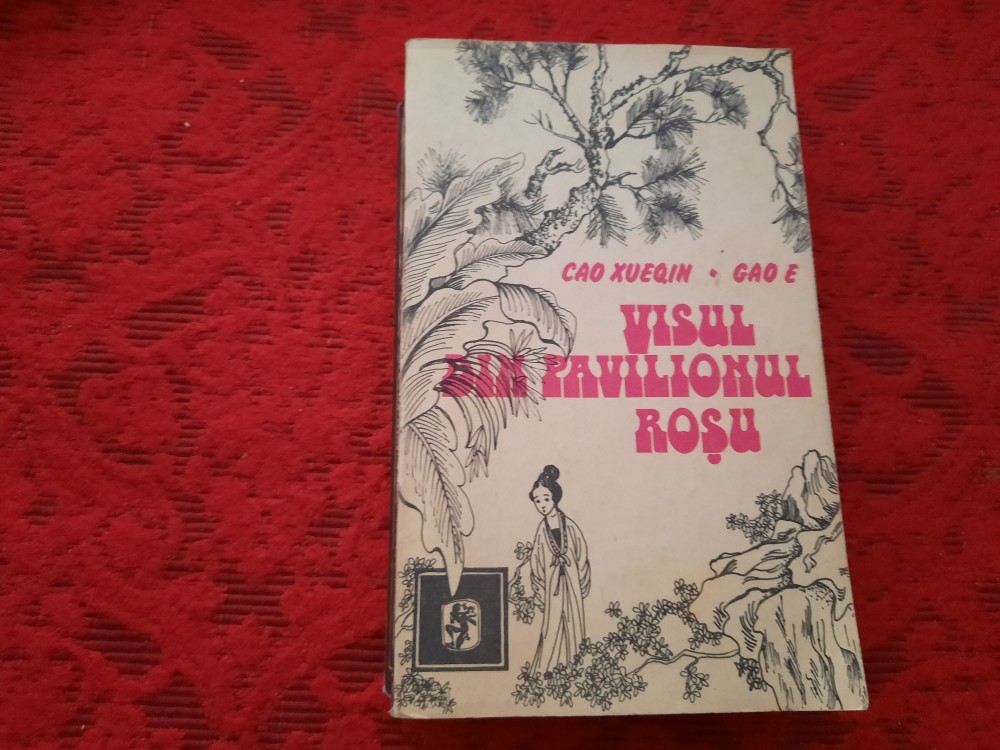 CAO XUEQIN • GAO E
VISUL
DIN PAVILIONUL
ROȘU